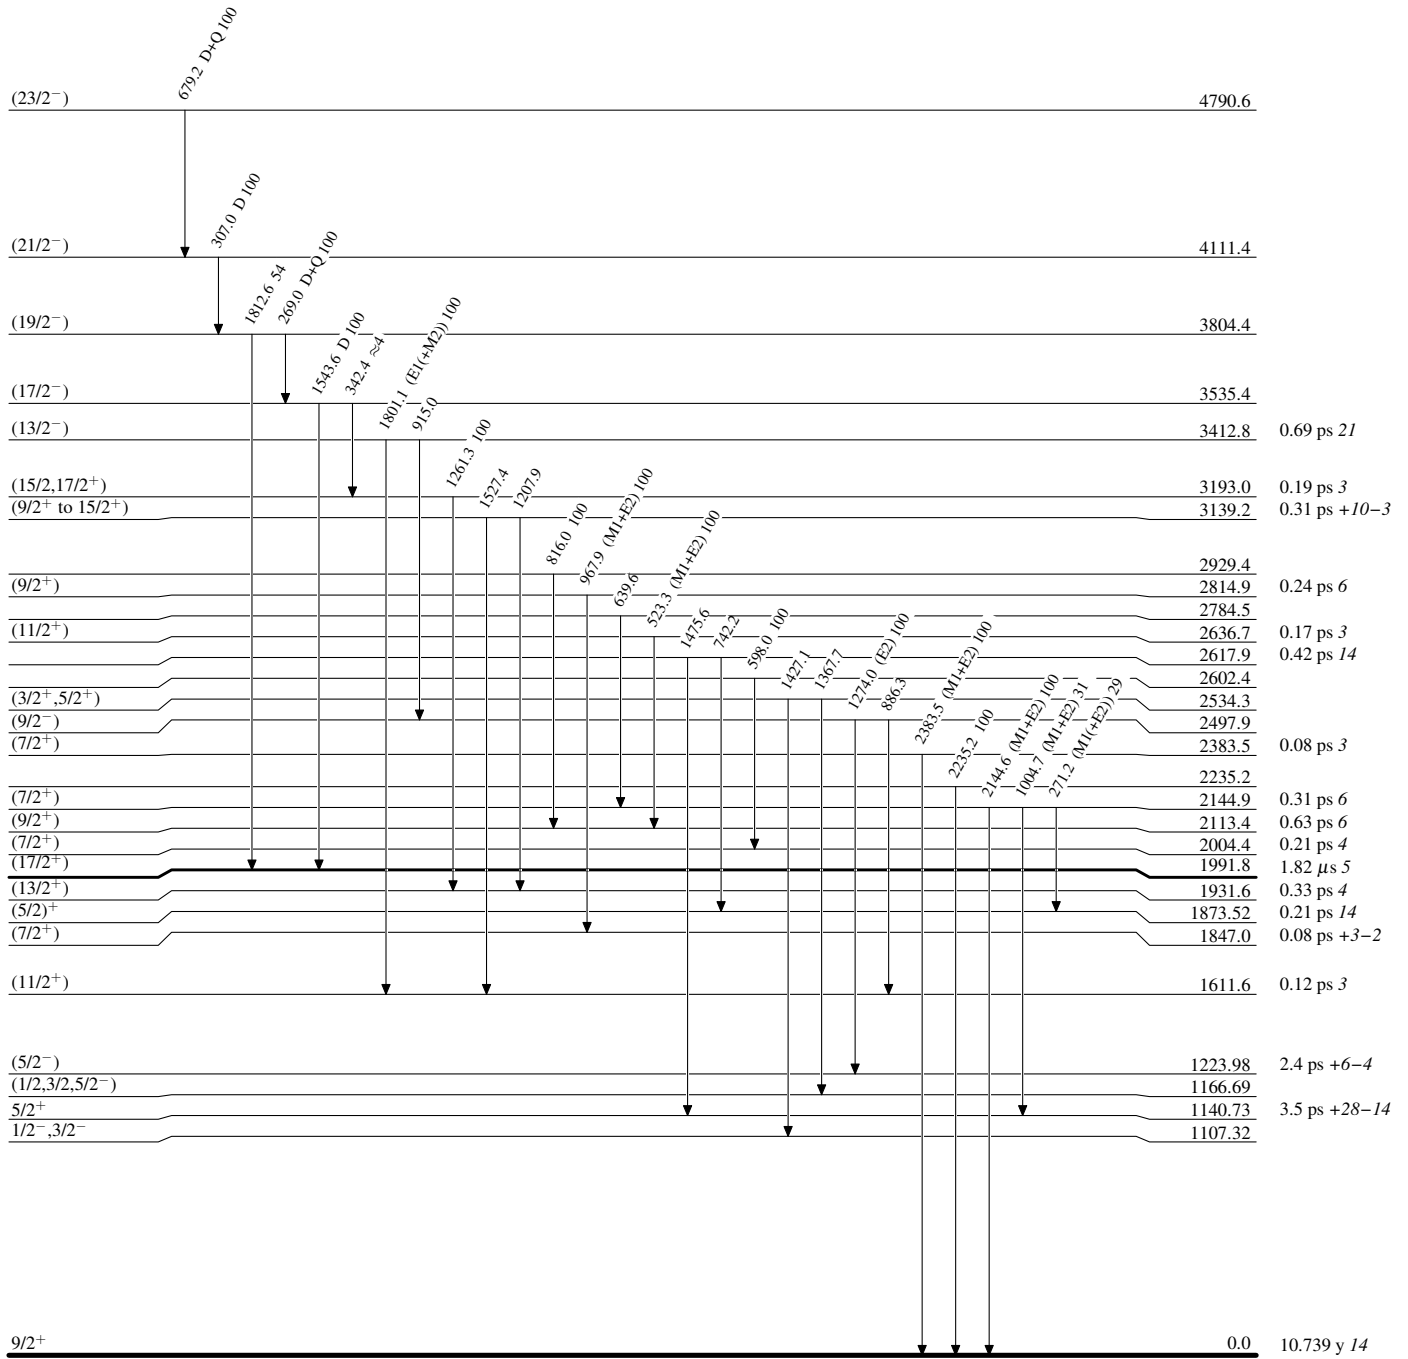 679.2 D+Q 100
(23/2−) 4790.6
307.0 D 100
(21/2−) 4111.4
1812.6 54
269.0 D+Q 100
(19/2−) 3804.4
1543.6 D 100
342.4 ≈4
(17/2−) 3535.4
1801.1 (E1(+M2)) 100
915.0
(13/2−) 3412.8 0.69 ps 21
1261.3 100
(15/2,17/2+) 3193.0 0.19 ps 3
1527.4
1207.9
(9/2+ to 15/2+) 3139.2 0.31 ps +10−3
816.0 100
2929.4
967.9 (M1+E2) 100
(9/2+) 2814.9 0.24 ps 6
639.6
2784.5
523.3 (M1+E2) 100
(11/2+) 2636.7 0.17 ps 3
1475.6
742.2
2617.9 0.42 ps 14
598.0 100
2602.4
1427.1
1367.7
(3/2+,5/2+) 2534.3
1274.0 (E2) 100
886.3
(9/2−) 2497.9
2383.5 (M1+E2) 100
(7/2+) 2383.5 0.08 ps 3
2235.2 100
2235.2
2144.6 (M1+E2) 100
1004.7 (M1+E2) 31
271.2 (M1(+E2)) 29
(7/2+) 2144.9 0.31 ps 6
(9/2+) 2113.4 0.63 ps 6
(7/2+) 2004.4 0.21 ps 4
(17/2+) 1991.8 1.82 μs 5
(13/2+) 1931.6 0.33 ps 4
(5/2)+ 1873.52 0.21 ps 14
(7/2+) 1847.0 0.08 ps +3−2
(11/2+) 1611.6 0.12 ps 3
(5/2−) 1223.98 2.4 ps +6−4
(1/2,3/2,5/2−) 1166.69
5/2+ 1140.73 3.5 ps +28−14
1/2−,3/2− 1107.32
9/2+ 0.0 10.739 y 14